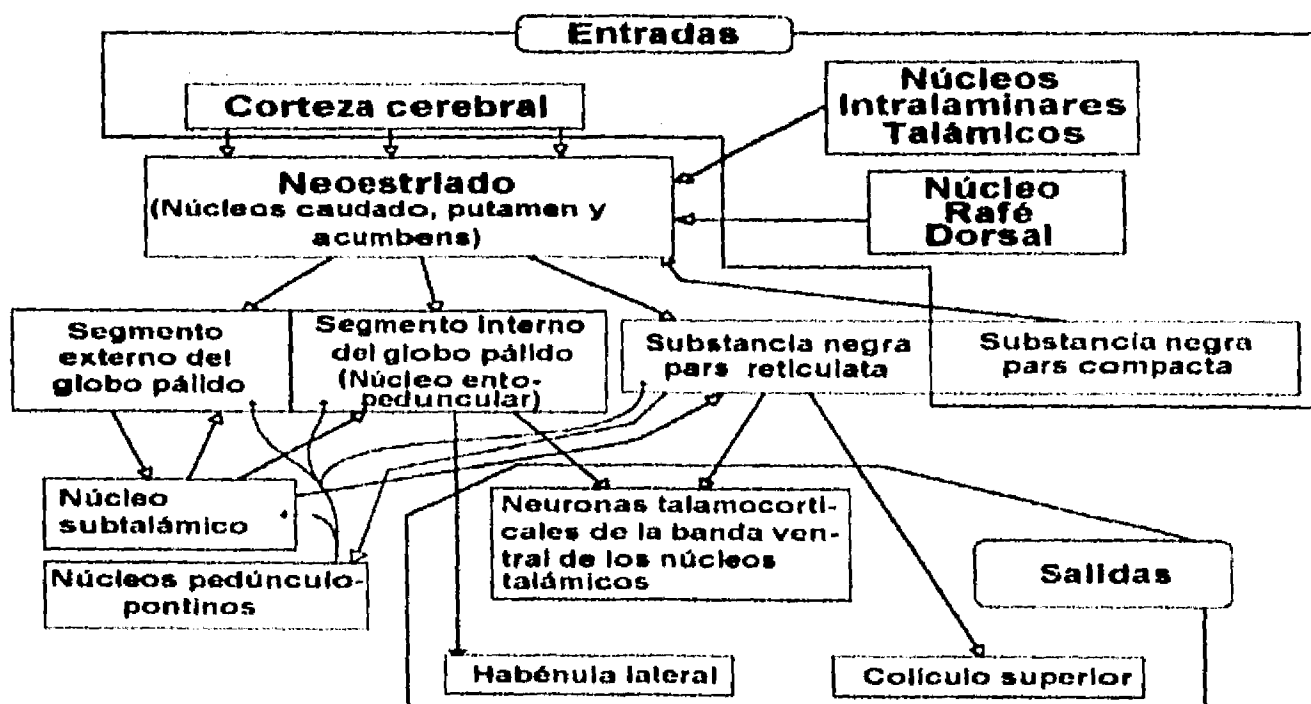 Entradas
Corteza cerebral
Núcleos
Intralaminares
Talámicos
Neoestriado
(Núcleos caudado, putamen y
acumbens)
Núcleo
Rafé
Dorsal
Segmento
externo del
globo pálido
Segmento interno
del globo pálido
(Núcleo ento-
peduncular)
Substancia negra
pars reticulata
Substancia negra
pars compacta
Núcleo
subtalámico
Neuronas talamocorti-
cales de la banda ven-
tral de los núcleos
talámicos
Salidas
Núcleos pedúnculo-
pontinos
Habénula lateral
Colículo superior